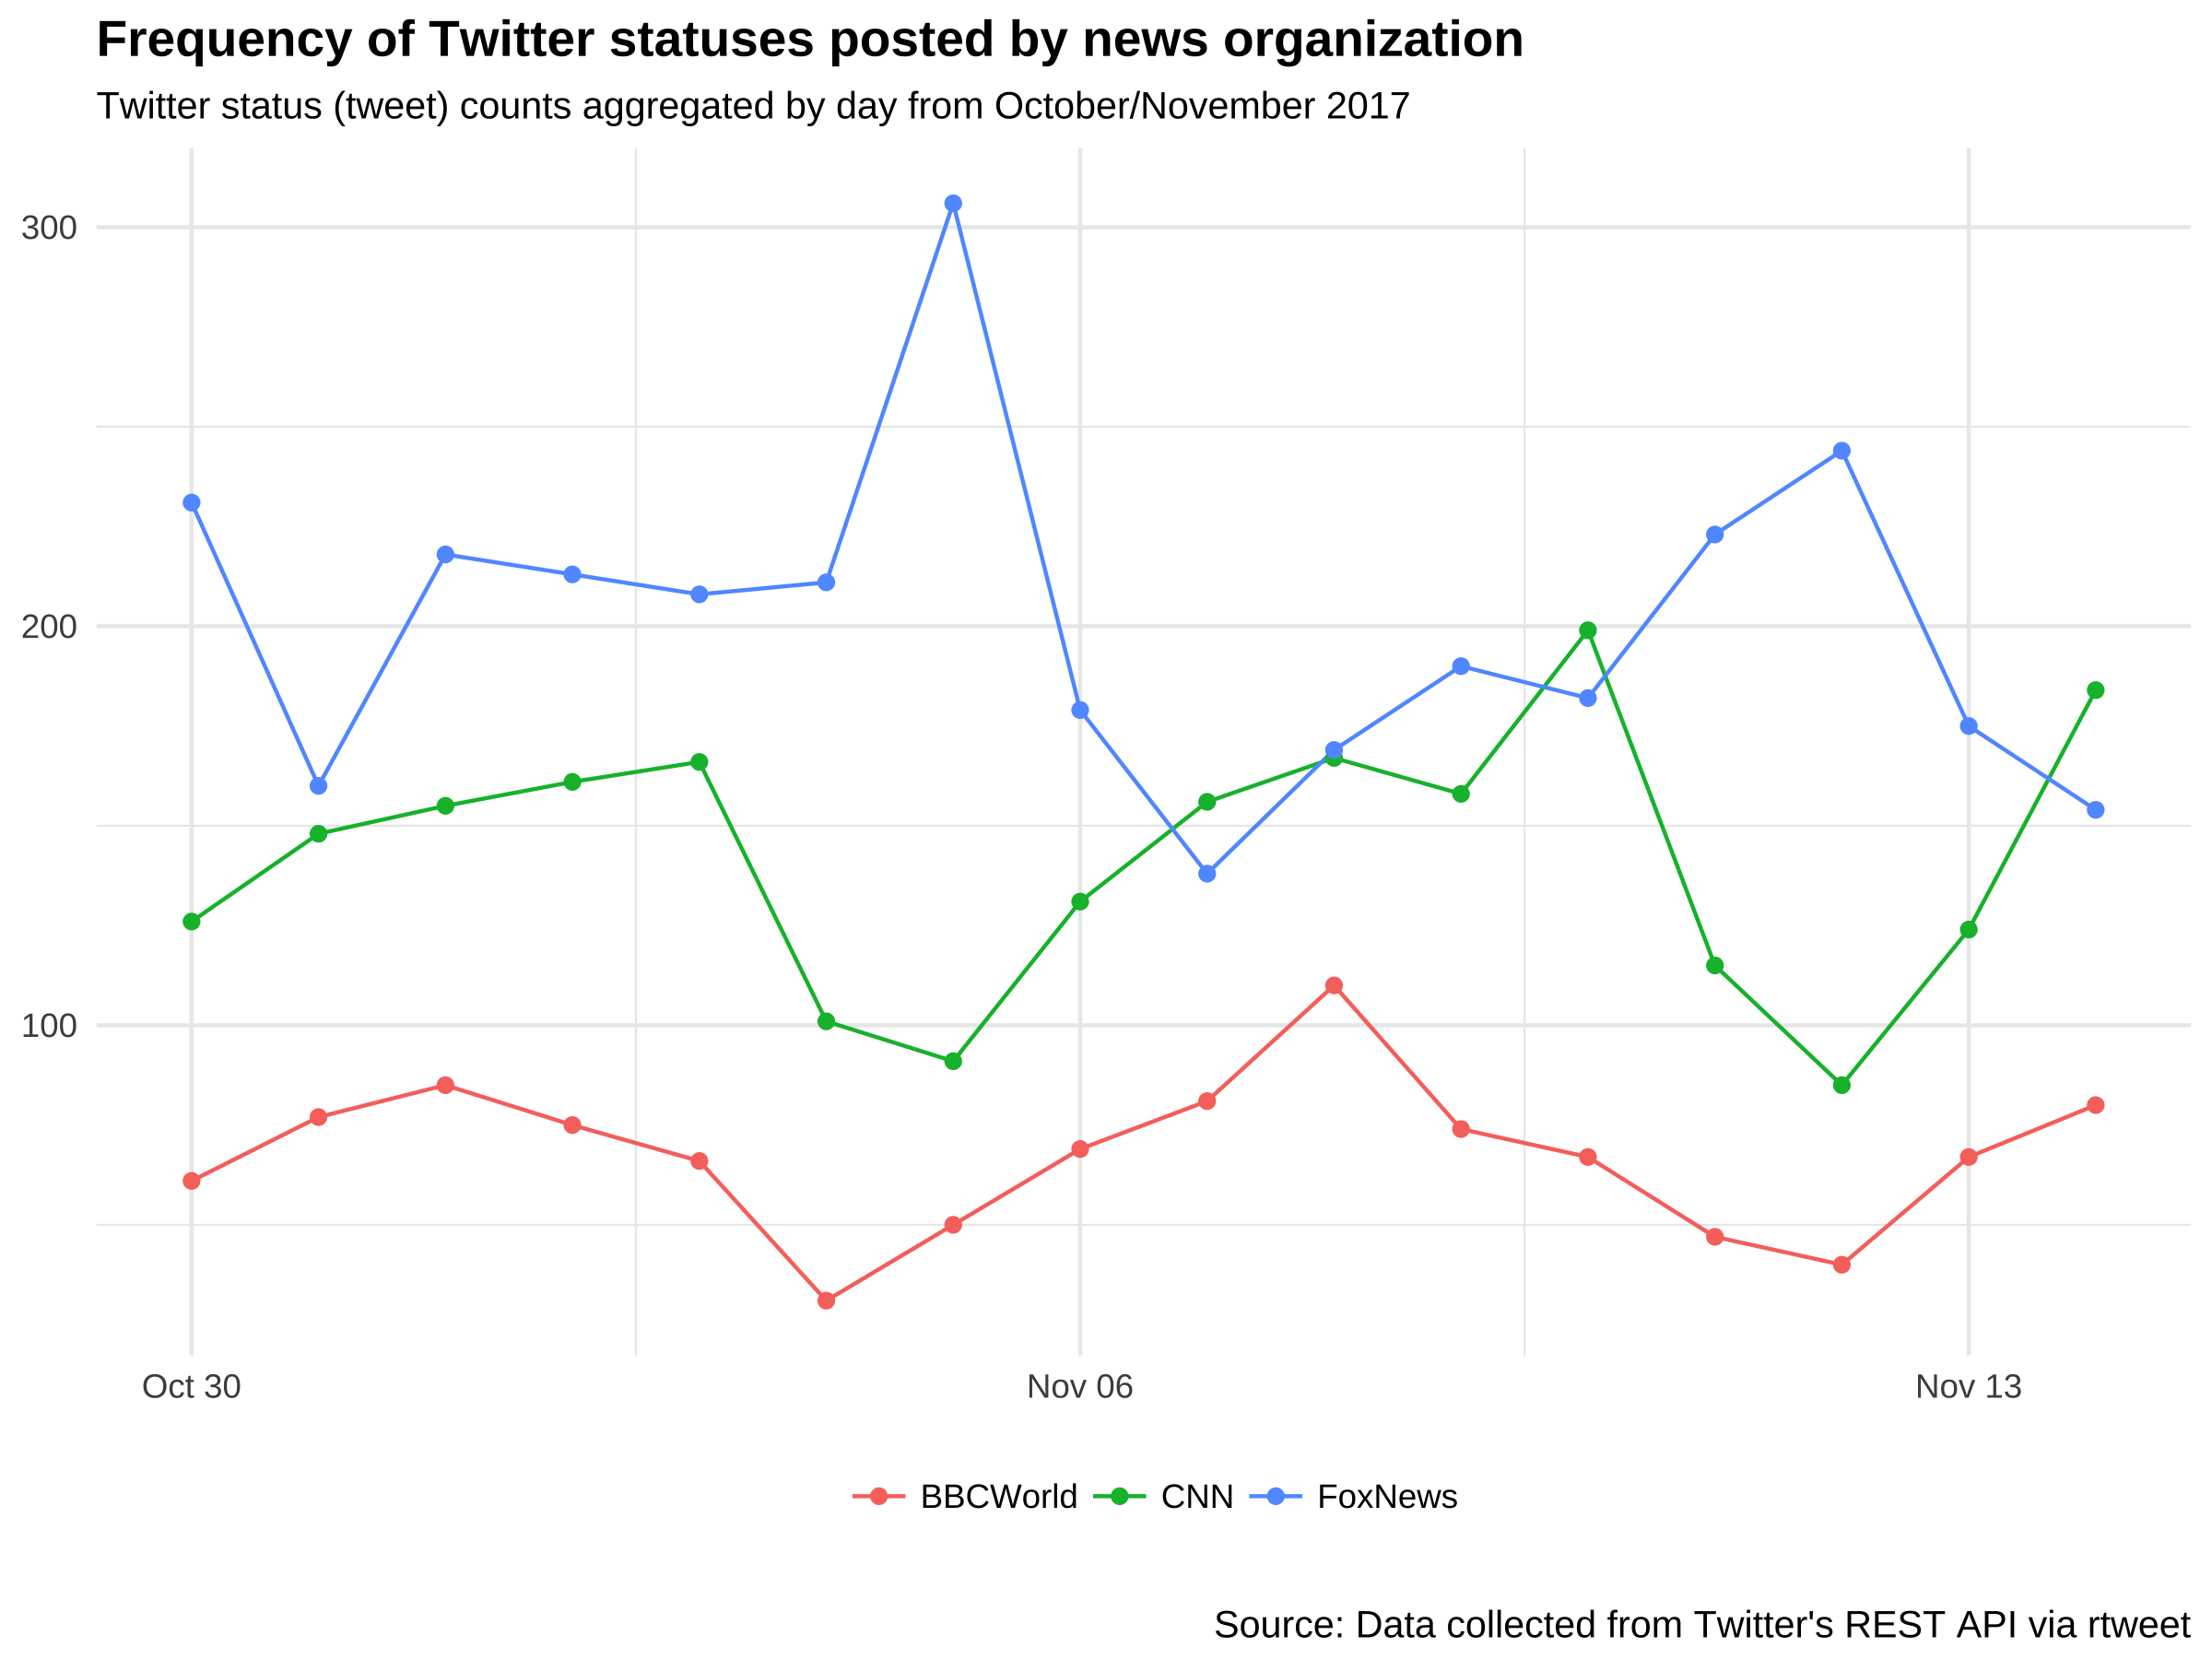 Frequency of Twitter statuses posted by news organization
Twitter status (tweet) counts aggregated by day from October/November 2017
300
200
100
Oct 30 Nov 06 Nov 13
BBCWorld CNN FoxNews
Source: Data collected from Twitter's REST API via rtweet